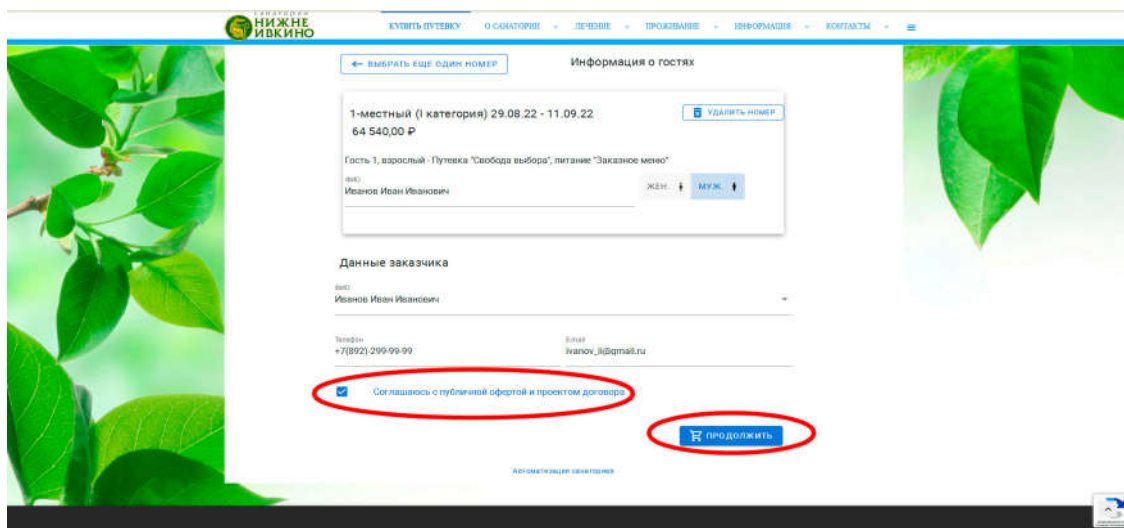 санаторий
НИЖНЕ
ИВКИНО
КУПИТЬ ПУТЕВКУ О САНАТОРИИ ЛЕЧЕНИЕ ПРОЖИВАНИЕ ИНФОРМАЦИЯ КОНТАКТЫ
← ВЫБРАТЬ ЕЩЕ ОДИН НОМЕР Информация о гостях
1-местный (I категория) 29.08.22 - 11.09.22 УДАЛИТЬ НОМЕР
64 540,00 ₽
Гость 1, взрослый - Путевка "Свобода выбора", питание "Заказное меню"
ФИО
Иванов Иван Иванович ЖЕН. МУЖ.
Данные заказчика
ФИО
Иванов Иван Иванович
Телефон Email
+7(892)-299-99-99 ivanov_ii@gmail.ru
Соглашаюсь с публичной офертой и проектом договора
ПРОДОЛЖИТЬ
Автоматизация санаториев